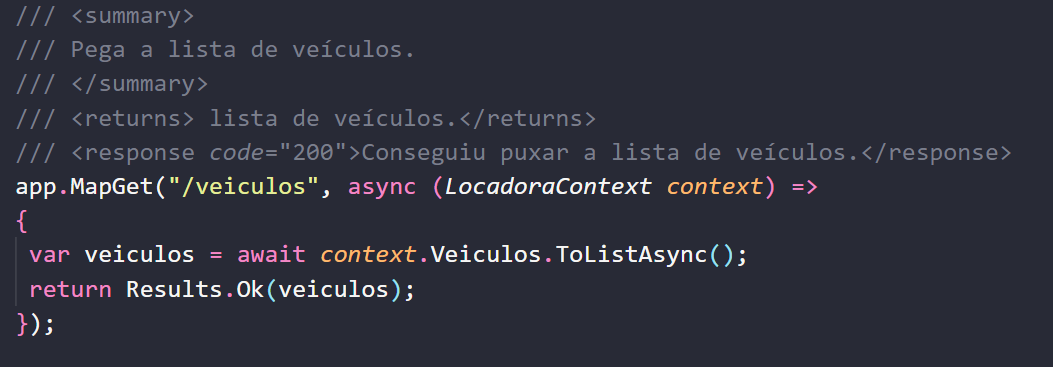 /// <summary>
/// Pega a lista de veículos.
/// </summary>
/// <returns> lista de veículos.</returns>
/// <response code="200">Conseguiu puxar a lista de veículos.</response>
app.MapGet("/veiculos", async (LocadoraContext context) =>
{
 var veiculos = await context.Veiculos.ToListAsync();
 return Results.Ok(veiculos);
});